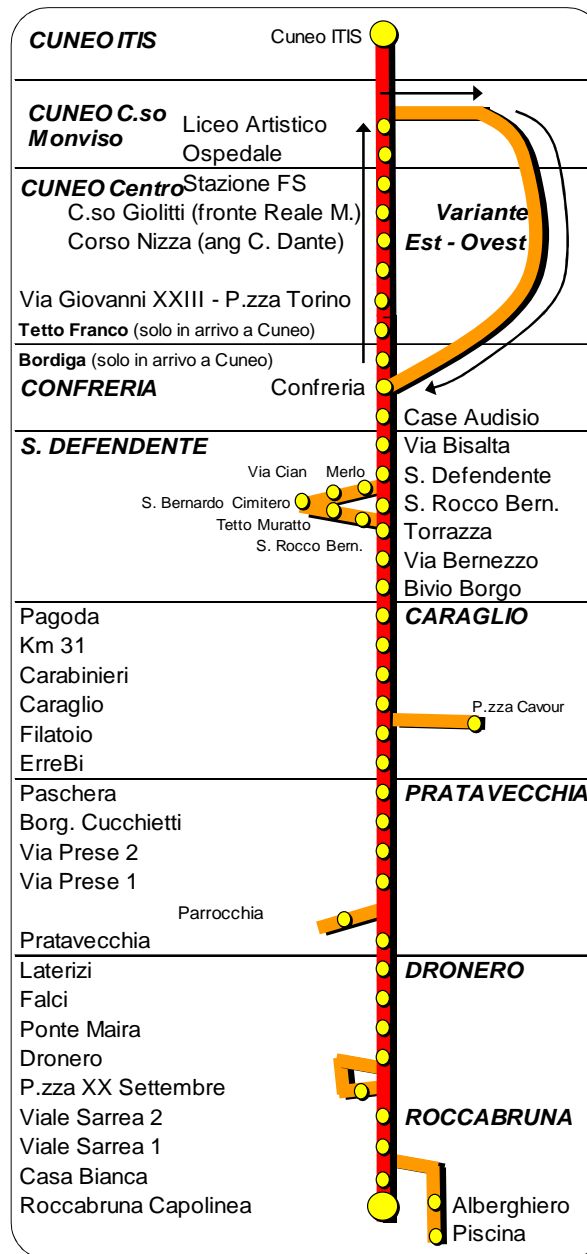 CUNEO ITIS
Cuneo ITIS
CUNEO C.so
Monviso
Liceo Artistico
Ospedale
CUNEO Centro
Stazione FS
C.so Giolitti (fronte Reale M.)
Variante
Corso Nizza (ang C. Dante)
Est - Ovest
Via Giovanni XXIII - P.zza Torino
Tetto Franco (solo in arrivo a Cuneo)
Bordiga (solo in arrivo a Cuneo)
CONFRERIA
Confreria
Case Audisio
S. DEFENDENTE
Via Bisalta
Via Cian
Merlo
S. Defendente
S. Bernardo Cimitero
S. Rocco Bern.
Tetto Muratto
Torrazza
S. Rocco Bern.
Via Bernezzo
Bivio Borgo
Pagoda
CARAGLIO
Km 31
Carabinieri
Caraglio
P.zza Cavour
Filatoio
ErreBi
Paschera
PRATAVECCHIA
Borg. Cucchietti
Via Prese 2
Via Prese 1
Parrocchia
Pratavecchia
Laterizi
DRONERO
Falci
Ponte Maira
Dronero
P.zza XX Settembre
Viale Sarrea 2
ROCCABRUNA
Viale Sarrea 1
Casa Bianca
Roccabruna Capolinea
Alberghiero
Piscina